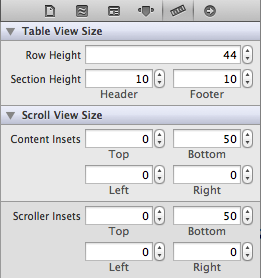 Table View Size
Row Height 44
Section Height 10 10
Header Footer
Scroll View Size
Content Insets 0 50
Top Bottom
0 0
Left Right
Scroller Insets 0 50
Top Bottom
0 0
Left Right